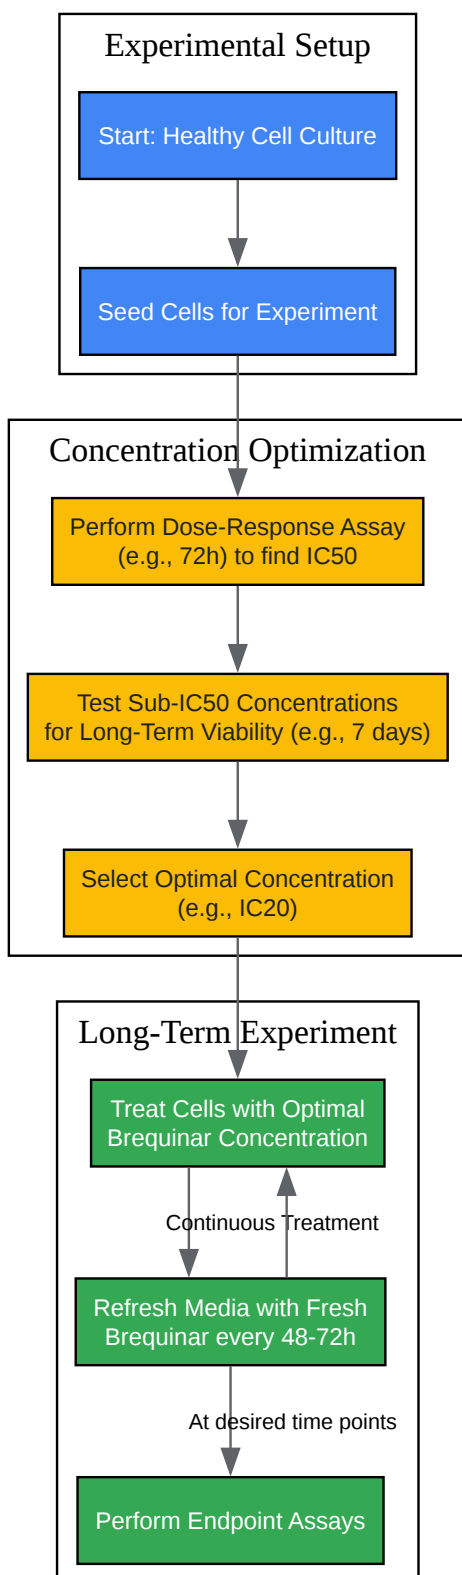 Experimental Setup
Start: Healthy Cell Culture
Seed Cells for Experiment
Concentration Optimization
Perform Dose-Response Assay
(e.g., 72h) to find IC50
Test Sub-IC50 Concentrations
for Long-Term Viability (e.g., 7 days)
Select Optimal Concentration
(e.g., IC20)
Long-Term Experiment
Treat Cells with Optimal
Brequinar Concentration
Continuous Treatment
Refresh Media with Fresh
Brequinar every 48-72h
At desired time points
Perform Endpoint Assays